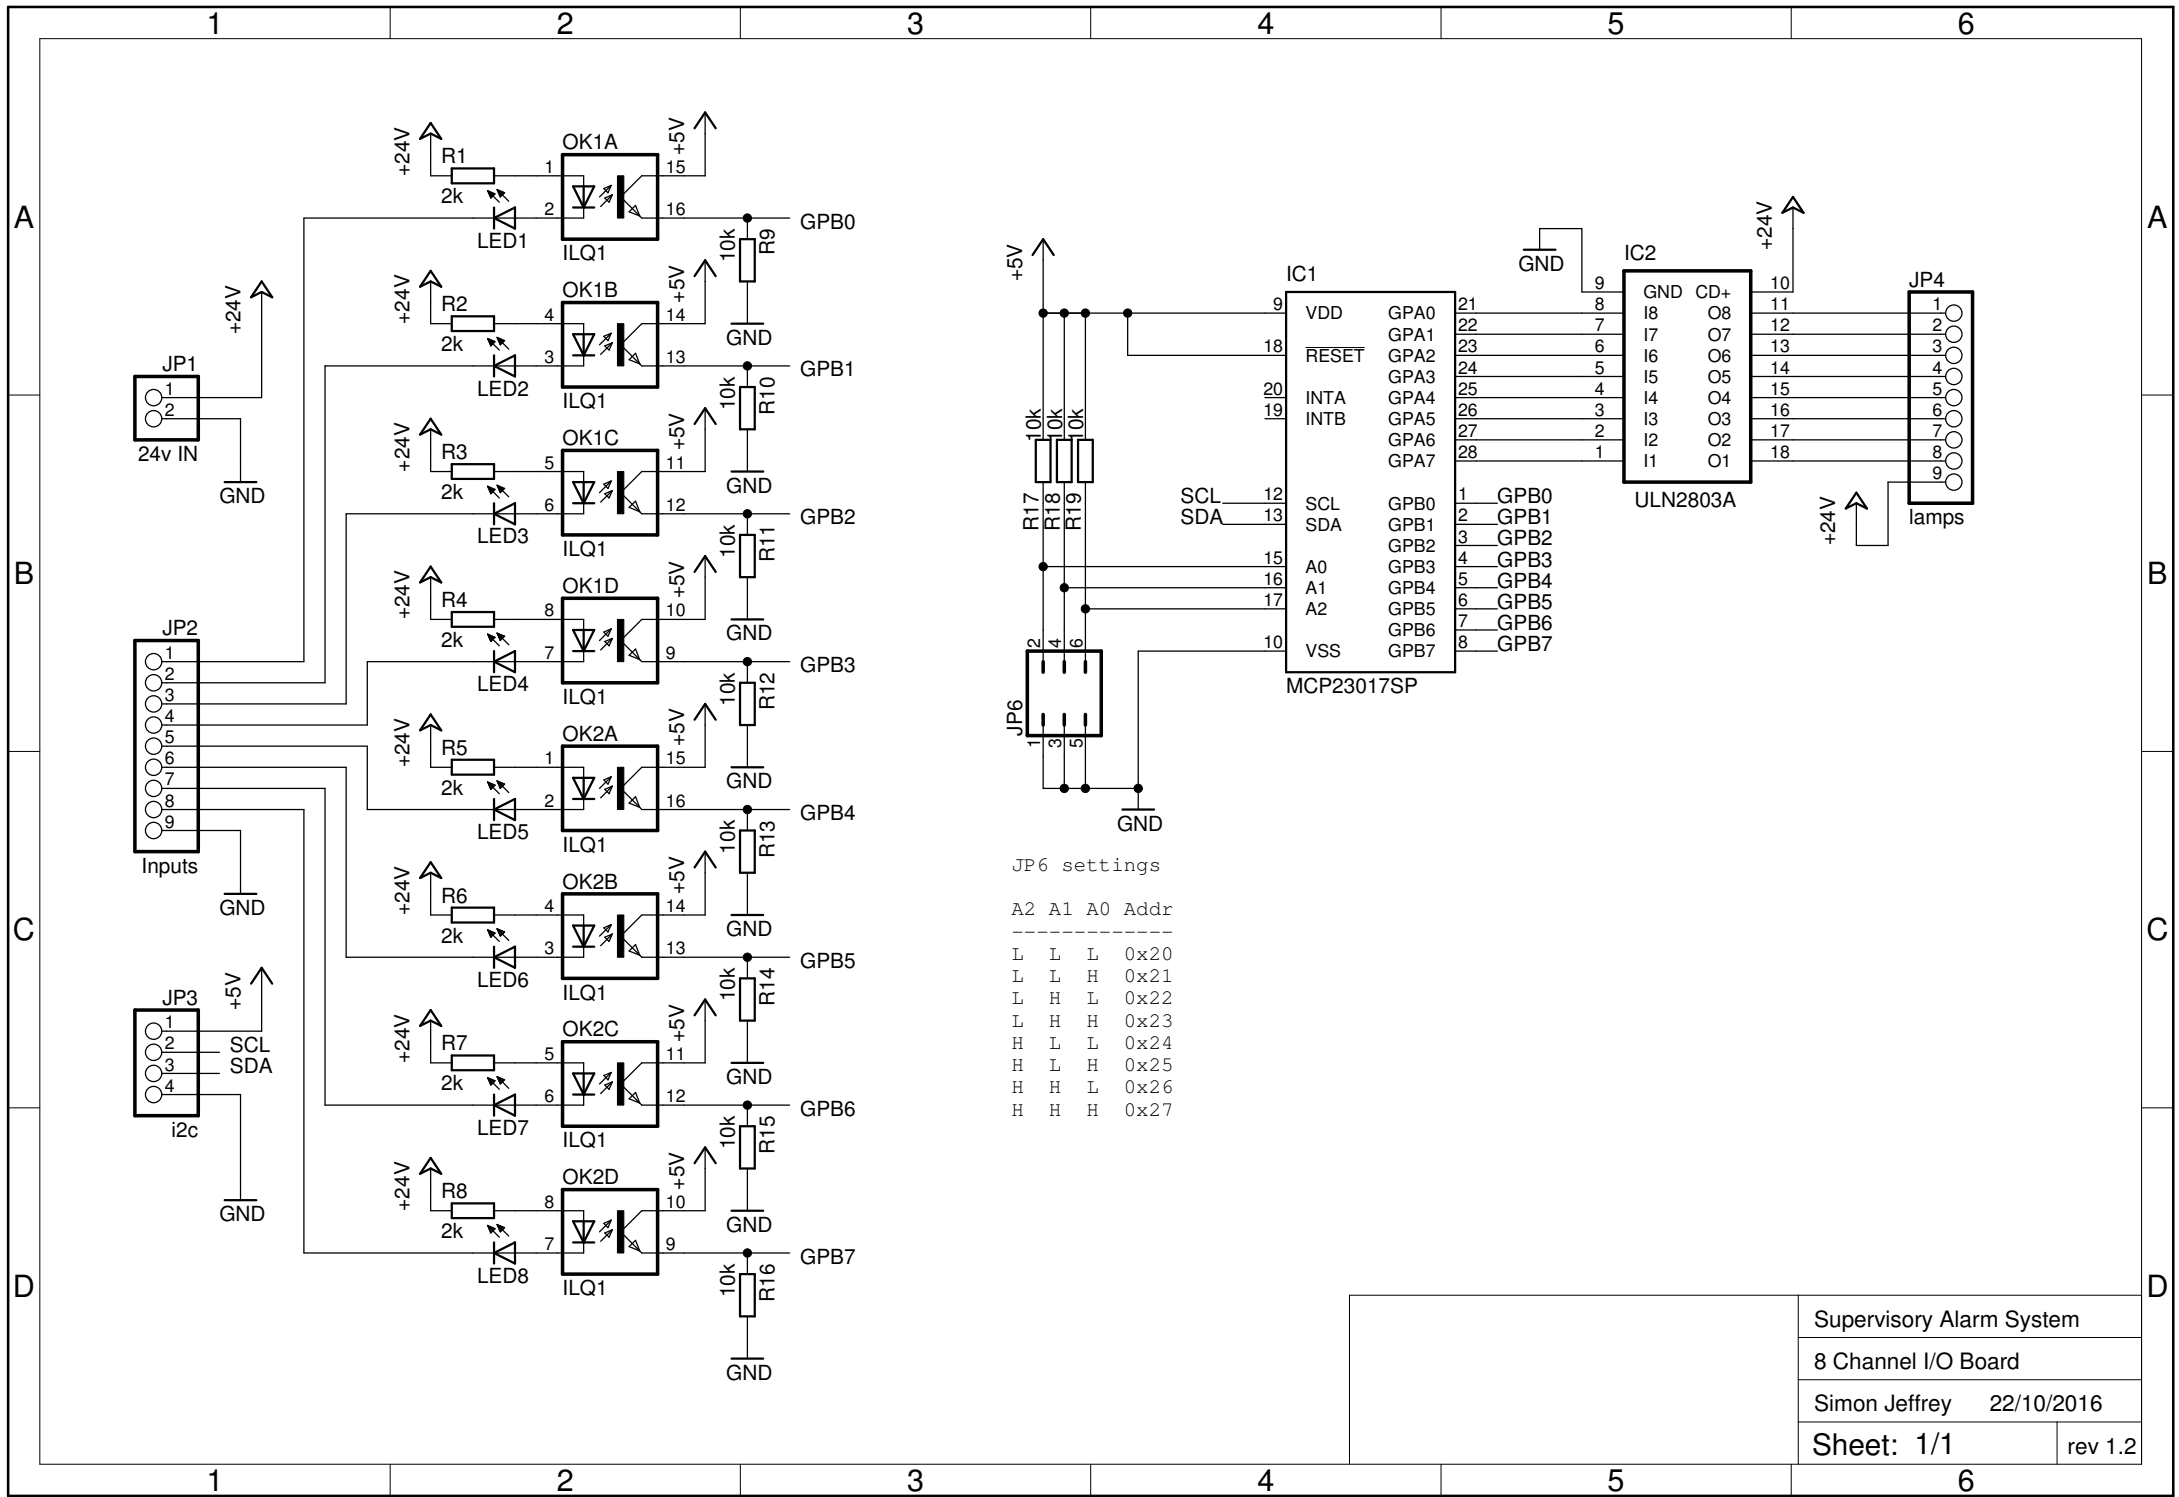 1 2 3 4 5 6
A
B
C
D
A
B
C
D
1 2 3 4 5 6
+24V
JP1
1
2
24v IN
GND
JP2
1
2
3
4
5
6
7
8
9
Inputs
GND
+5V
JP3
1
2 SCL
3 SDA
4
i2c
GND
+24V R1 2k LED1 1 2 OK1A ILQ1 15 16 +5V GPB0 10k R9 GND
+24V R2 2k LED2 4 3 OK1B ILQ1 14 13 +5V GPB1 10k R10 GND
+24V R3 2k LED3 5 6 OK1C ILQ1 11 12 +5V GPB2 10k R11 GND
+24V R4 2k LED4 8 7 OK1D ILQ1 10 9 +5V GPB3 10k R12 GND
+24V R5 2k LED5 1 2 OK2A ILQ1 15 16 +5V GPB4 10k R13 GND
+24V R6 2k LED6 4 3 OK2B ILQ1 14 13 +5V GPB5 10k R14 GND
+24V R7 2k LED7 5 6 OK2C ILQ1 11 12 +5V GPB6 10k R15 GND
+24V R8 2k LED8 8 7 OK2D ILQ1 10 9 +5V GPB7 10k R16 GND
+5V
10k 10k 10k
R17 R18 R19
2 4 6
JP6
1 3 5
GND
IC1
9 VDD GPA0 21
GPA1 22
18 RESET GPA2 23
GPA3 24
20 INTA GPA4 25
19 INTB GPA5 26
GPA6 27
GPA7 28
SCL 12 SCL GPB0 1 GPB0
SDA 13 SDA GPB1 2 GPB1
GPB2 3 GPB2
15 A0 GPB3 4 GPB3
16 A1 GPB4 5 GPB4
17 A2 GPB5 6 GPB5
GPB6 7 GPB6
10 VSS GPB7 8 GPB7
MCP23017SP
GND
+24V
IC2
9 GND CD+ 10
8 I8 O8 11
7 I7 O7 12
6 I6 O6 13
5 I5 O5 14
4 I4 O4 15
3 I3 O3 16
2 I2 O2 17
1 I1 O1 18
ULN2803A
JP4
1
2
3
4
5
6
7
8
9
+24V
lamps
JP6 settings
A2 A1 A0 Addr
-------------
L L L 0x20
L L H 0x21
L H L 0x22
L H H 0x23
H L L 0x24
H L H 0x25
H H L 0x26
H H H 0x27
Supervisory Alarm System
8 Channel I/O Board
Simon Jeffrey 22/10/2016
Sheet: 1/1 rev 1.2